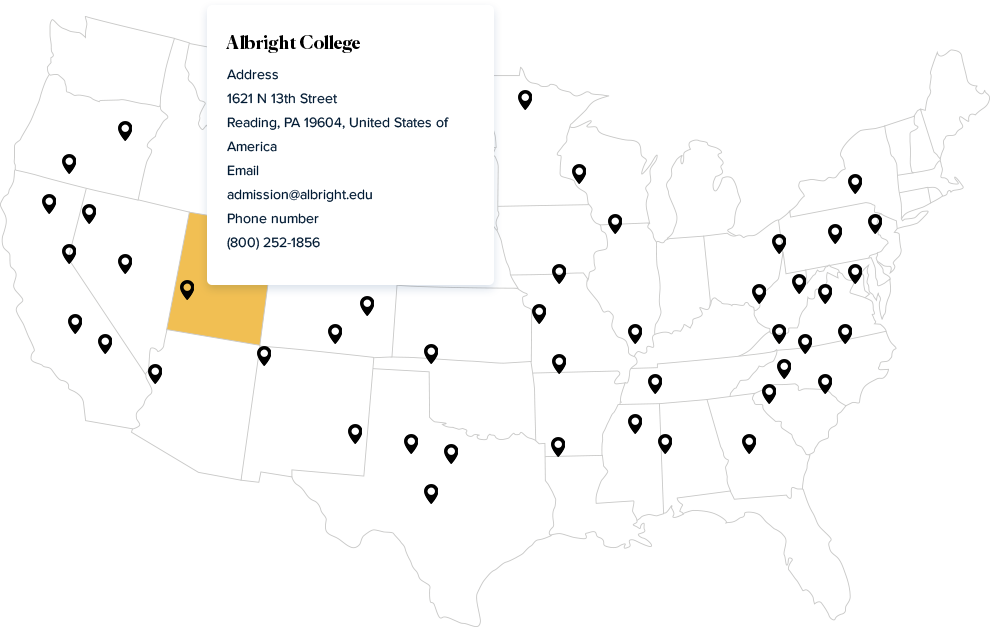 Albright College
Address
1621 N 13th Street
Reading, PA 19604, United States of
America
Email
admission@albright.edu
Phone number
(800) 252-1856